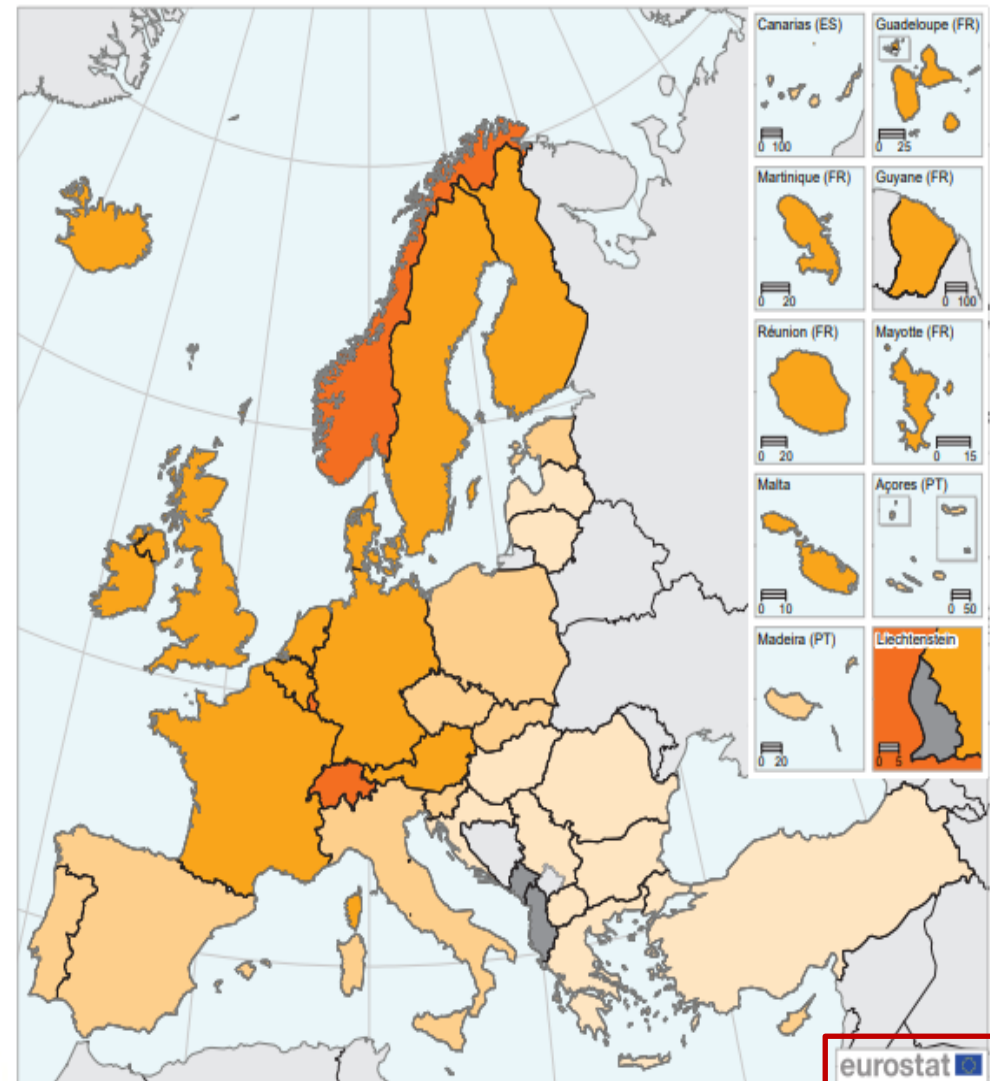 Canarias (ES)
0 100
Guadeloupe (FR)
0 25
Martinique (FR)
0 20
Guyane (FR)
0 100
Réunion (FR)
0 20
Mayotte (FR)
0 15
Malta
0 10
Açores (PT)
0 50
Madeira (PT)
0 20
Liechtenstein
0 5
eurostat